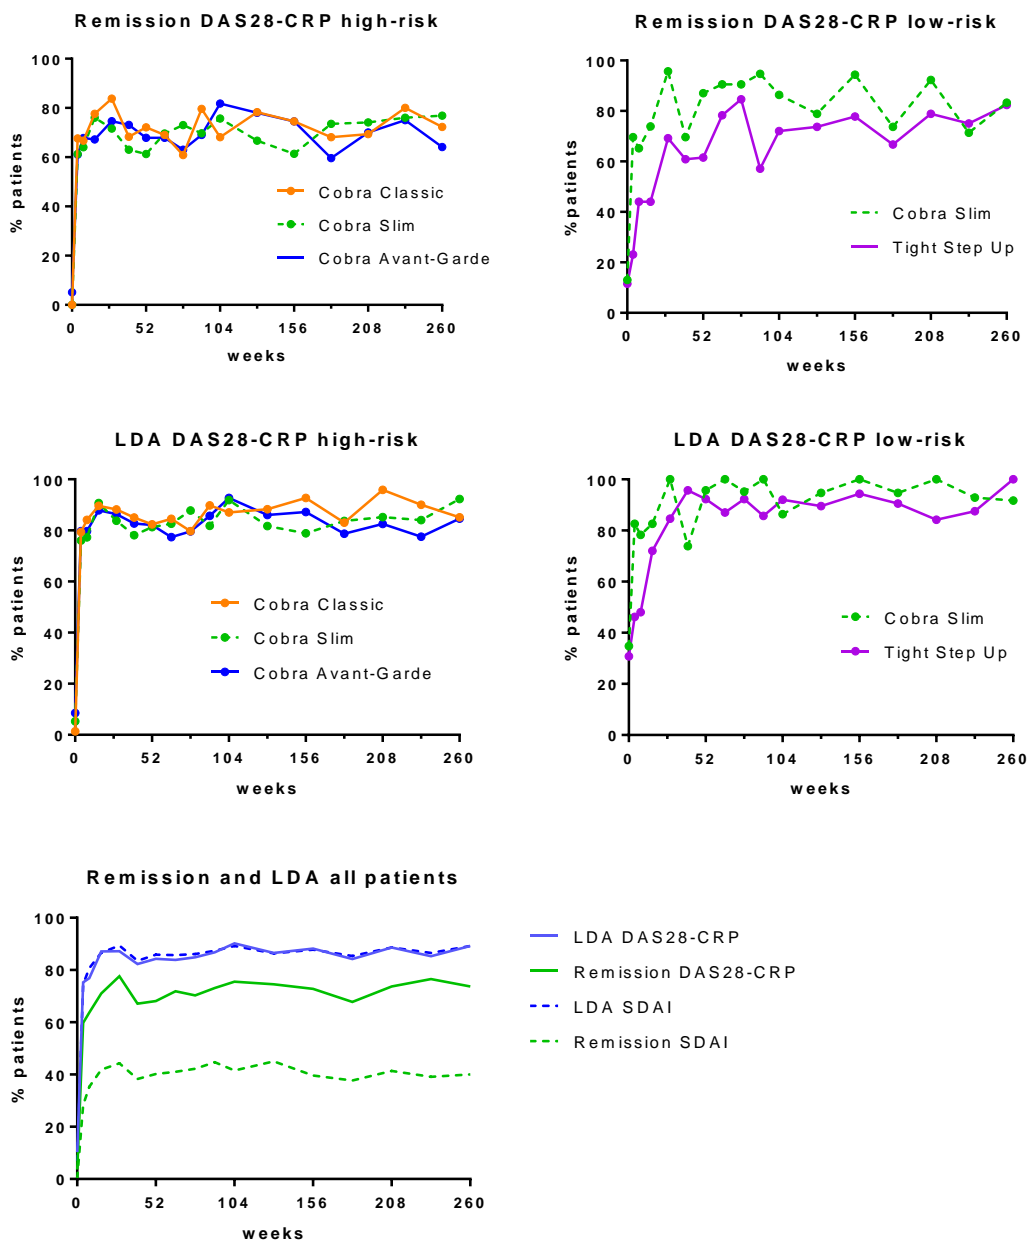 Remission DAS28-CRP high-risk
100
80
60
40
20
0
% patients
Cobra Classic
Cobra Slim
Cobra Avant-Garde
0 52 104 156 208 260
weeks
Remission DAS28-CRP low-risk
100
80
60
40
20
0
%patients
Cobra Slim
Tight Step Up
0 52 104 156 208 260
weeks
LDA DAS28-CRP high-risk
100
80
60
40
20
0
% patients
Cobra Classic
Cobra Slim
Cobra Avant-Garde
0 52 104 156 208 260
weeks
LDA DAS28-CRP low-risk
100
80
60
40
20
0
% patients
Cobra Slim
Tight Step Up
0 52 104 156 208 260
weeks
Remission and LDA all patients
100
80
60
40
20
0
% patients
0 52 104 156 208 260
weeks
LDA DAS28-CRP
Remission DAS28-CRP
LDA SDAI
Remission SDAI